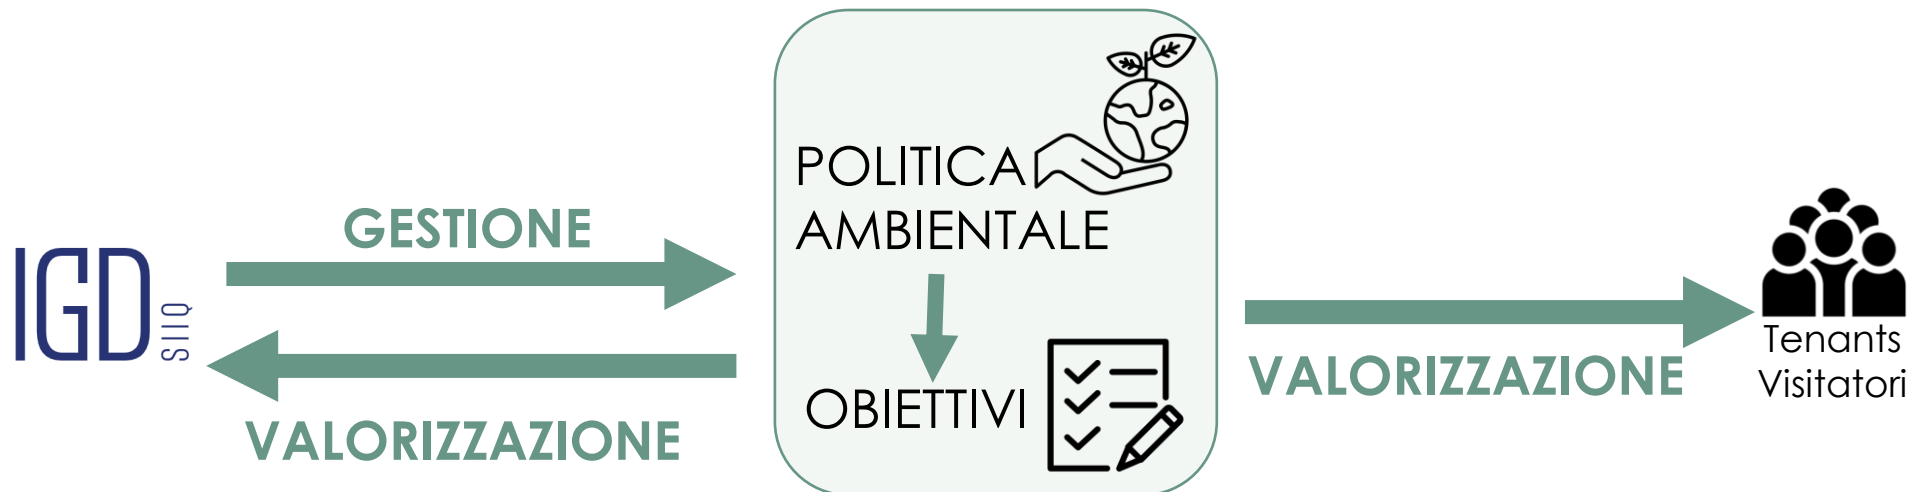 IGD
SIIQ
GESTIONE
VALORIZZAZIONE
POLITICA
AMBIENTALE
OBIETTIVI
VALORIZZAZIONE
Tenants
Visitatori